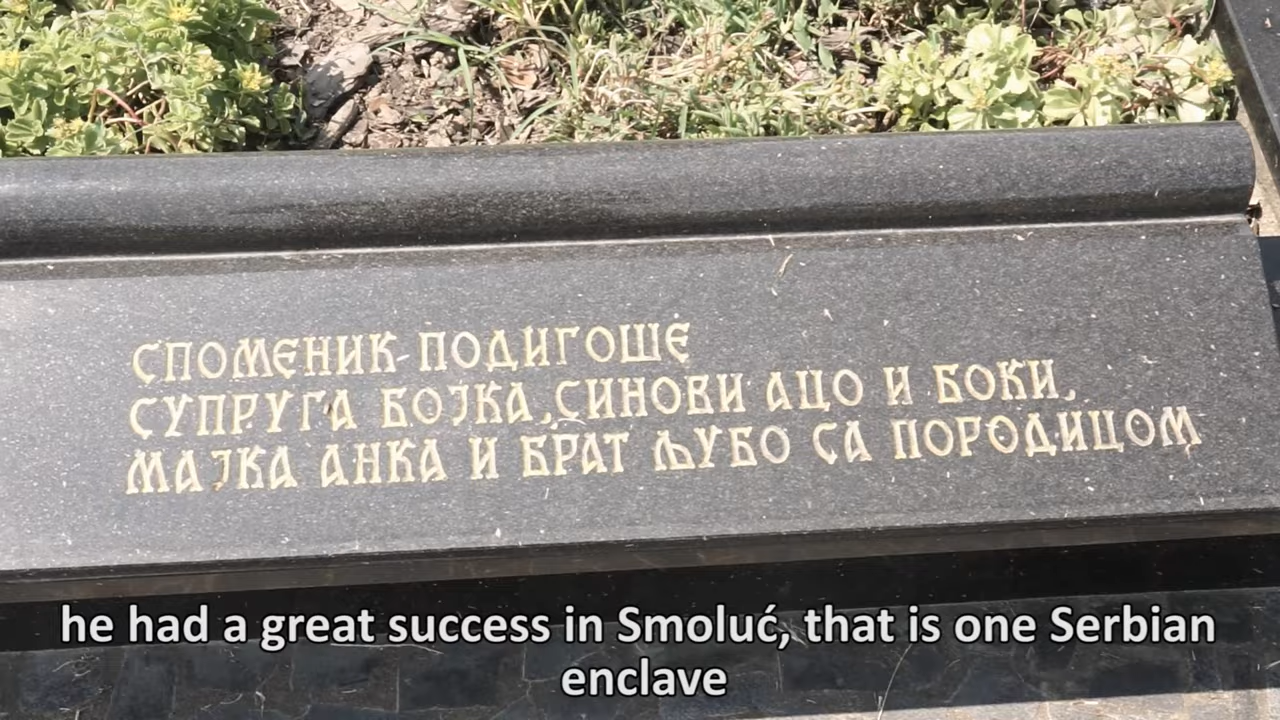 СПОМЕНИК ПОДИГОШЕ
СУПРУГА БОЈКА, СИНОВИ АЦО И БОКИ,
МАЈКА АНКА И БРАТ ЉУБО СА ПОРОДИЦОМ
he had a great success in Smoluć, that is one Serbian
enclave